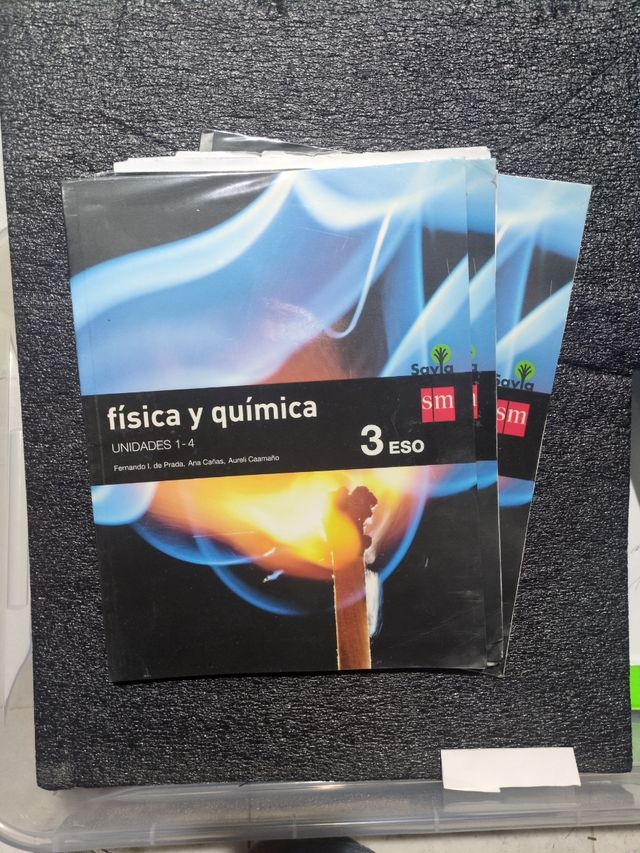 Savia
sm
física y química
UNIDADES 1-4
3 ESO
Fernando I. de Prada, Ana Cañas, Aureli Caamaño
Savia
sm